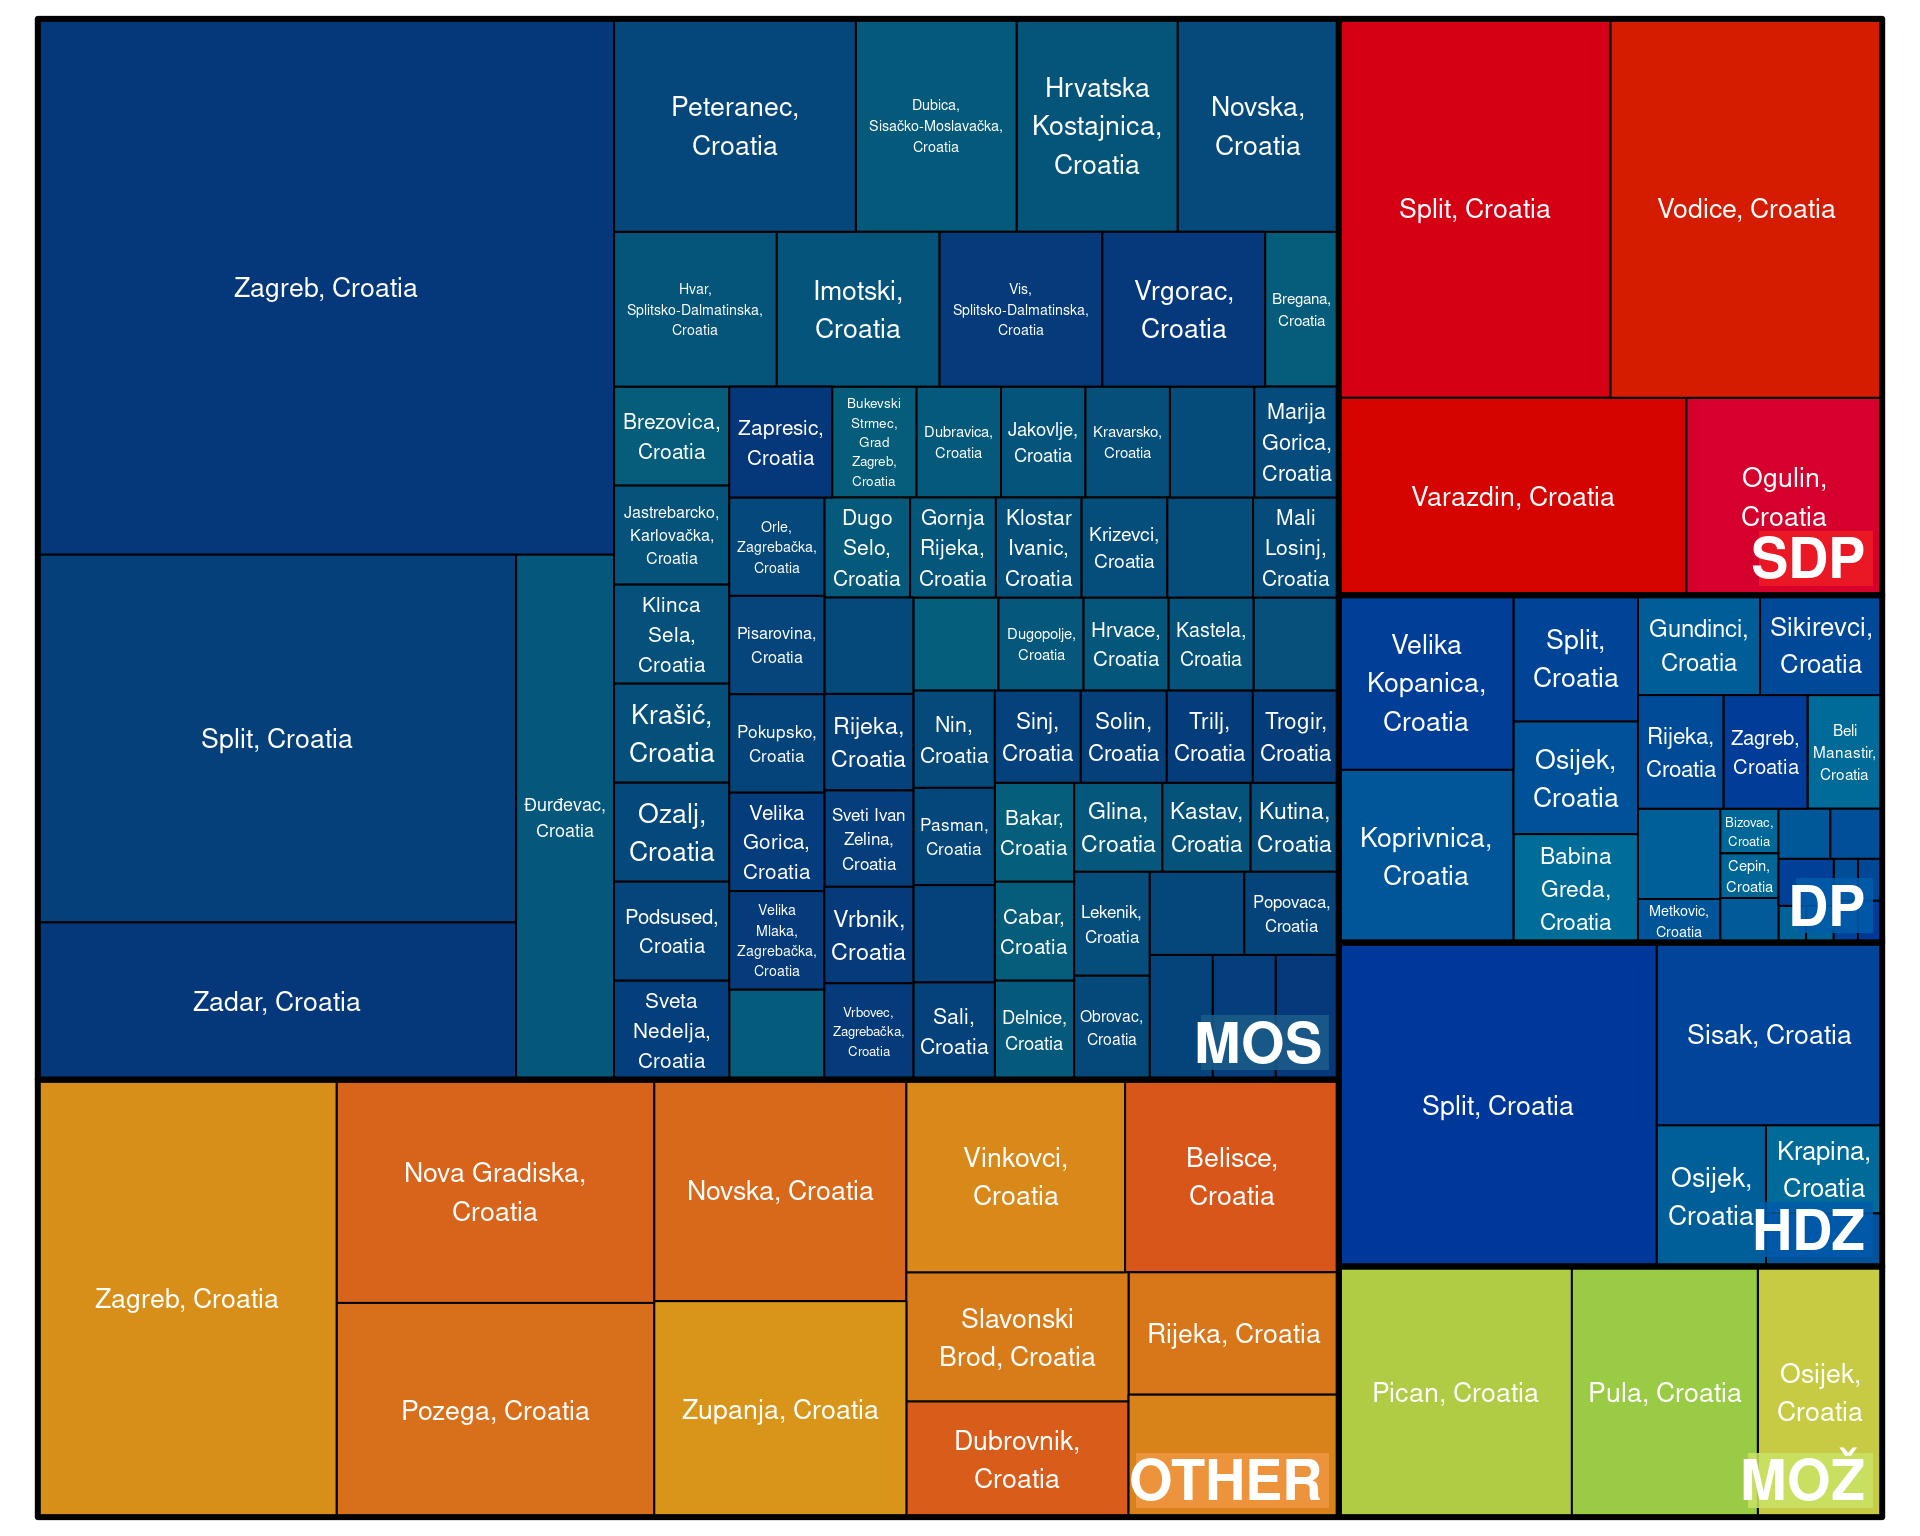 Zagreb, Croatia
Split, Croatia
Zadar, Croatia
Đurđevac,
Croatia
Peteranec,
Croatia
Dubica,
Sisačko-Moslavačka,
Croatia
Hrvatska
Kostajnica,
Croatia
Novska,
Croatia
Hvar,
Splitsko-Dalmatinska,
Croatia
Imotski,
Croatia
Vis,
Splitsko-Dalmatinska,
Croatia
Vrgorac,
Croatia
Bregana,
Croatia
Brezovica,
Croatia
Jastrebarcko,
Karlovačka,
Croatia
Klinca
Sela,
Croatia
Krašić,
Croatia
Ozalj,
Croatia
Podsused,
Croatia
Sveta
Nedelja,
Croatia
Zapresic,
Croatia
Orle,
Zagrebačka,
Croatia
Pisarovina,
Croatia
Pokupsko,
Croatia
Velika
Gorica,
Croatia
Velika
Mlaka,
Zagrebačka,
Croatia
Bukevski
Strmec,
Grad
Zagreb,
Croatia
Dubravica,
Croatia
Jakovlje,
Croatia
Kravarsko,
Croatia
Marija
Gorica,
Croatia
Dugo
Selo,
Croatia
Gornja
Rijeka,
Croatia
Klostar
Ivanic,
Croatia
Krizevci,
Croatia
Mali
Losinj,
Croatia
Rijeka,
Croatia
Sveti Ivan
Zelina,
Croatia
Vrbnik,
Croatia
Vrbovec,
Zagrebačka,
Croatia
Dugopolje,
Croatia
Hrvace,
Croatia
Kastela,
Croatia
Nin,
Croatia
Pasman,
Croatia
Sali,
Croatia
Sinj,
Croatia
Solin,
Croatia
Trilj,
Croatia
Trogir,
Croatia
Bakar,
Croatia
Cabar,
Croatia
Delnice,
Croatia
Glina,
Croatia
Kastav,
Croatia
Kutina,
Croatia
Lekenik,
Croatia
Obrovac,
Croatia
Popovaca,
Croatia
MOS
Zagreb, Croatia
Nova Gradiska,
Croatia
Pozega, Croatia
Novska, Croatia
Zupanja, Croatia
Vinkovci,
Croatia
Belisce,
Croatia
Slavonski
Brod, Croatia
Rijeka, Croatia
Dubrovnik,
Croatia
OTHER
Split, Croatia
Vodice, Croatia
Varazdin, Croatia
Ogulin,
Croatia
SDP
Velika
Kopanica,
Croatia
Koprivnica,
Croatia
Split,
Croatia
Osijek,
Croatia
Babina
Greda,
Croatia
Gundinci,
Croatia
Sikirevci,
Croatia
Rijeka,
Croatia
Zagreb,
Croatia
Beli
Manastir,
Croatia
Bizovac,
Croatia
Cepin,
Croatia
Metkovic,
Croatia
DP
Split, Croatia
Sisak, Croatia
Osijek,
Croatia
Krapina,
Croatia
HDZ
Pican, Croatia
Pula, Croatia
Osijek,
Croatia
MOŽ